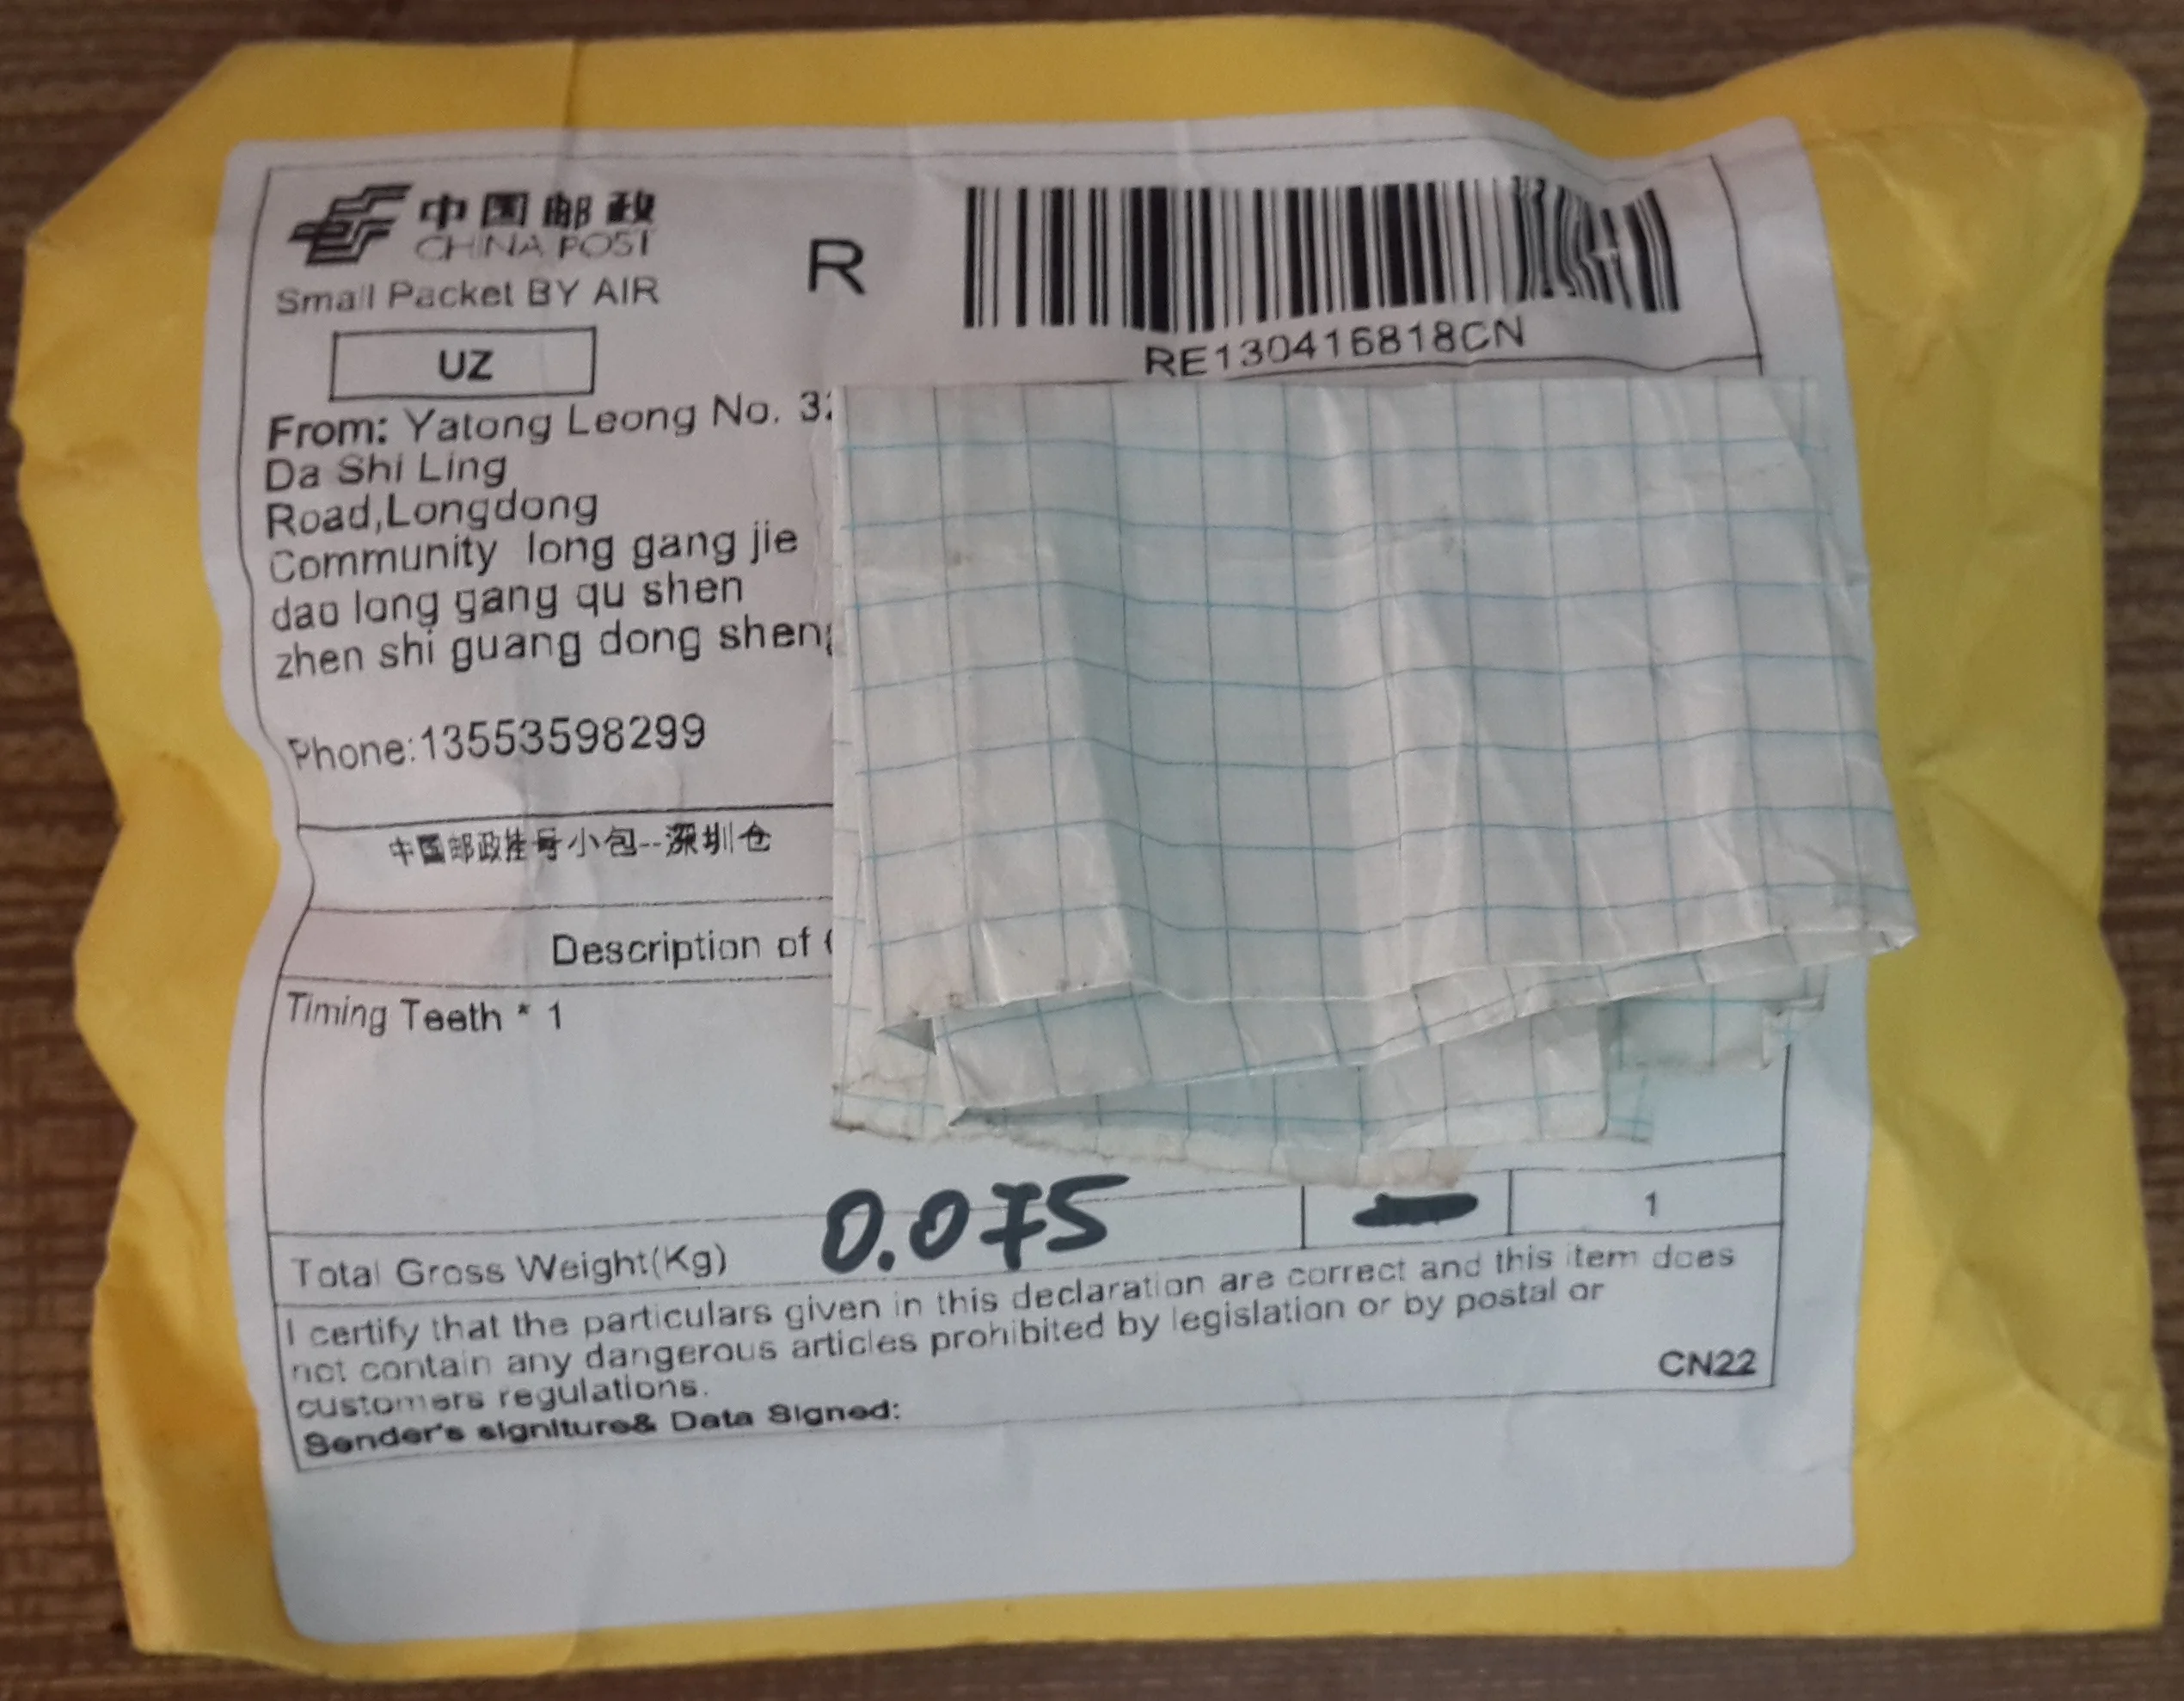 中国邮政
CHINA POST
Small Packet BY AIR
R
RE130416818CN
UZ
From: Yatong Leong No.
Da Shi Ling
Road,Longdong
Community long gang jie
dao long gang qu shen
zhen shi guang dong
Phone:13553598299
中国邮政挂号小包--深圳仓
Description of
Timing Teeth * 1
Total Gross Weight(Kg) 0.075 1
I certify that the particulars given in this declaration are correct and this item does
not contain any dangerous articles prohibited by legislation or by postal or
customers regulations.
CN22
Sender's signiture& Data Signed: